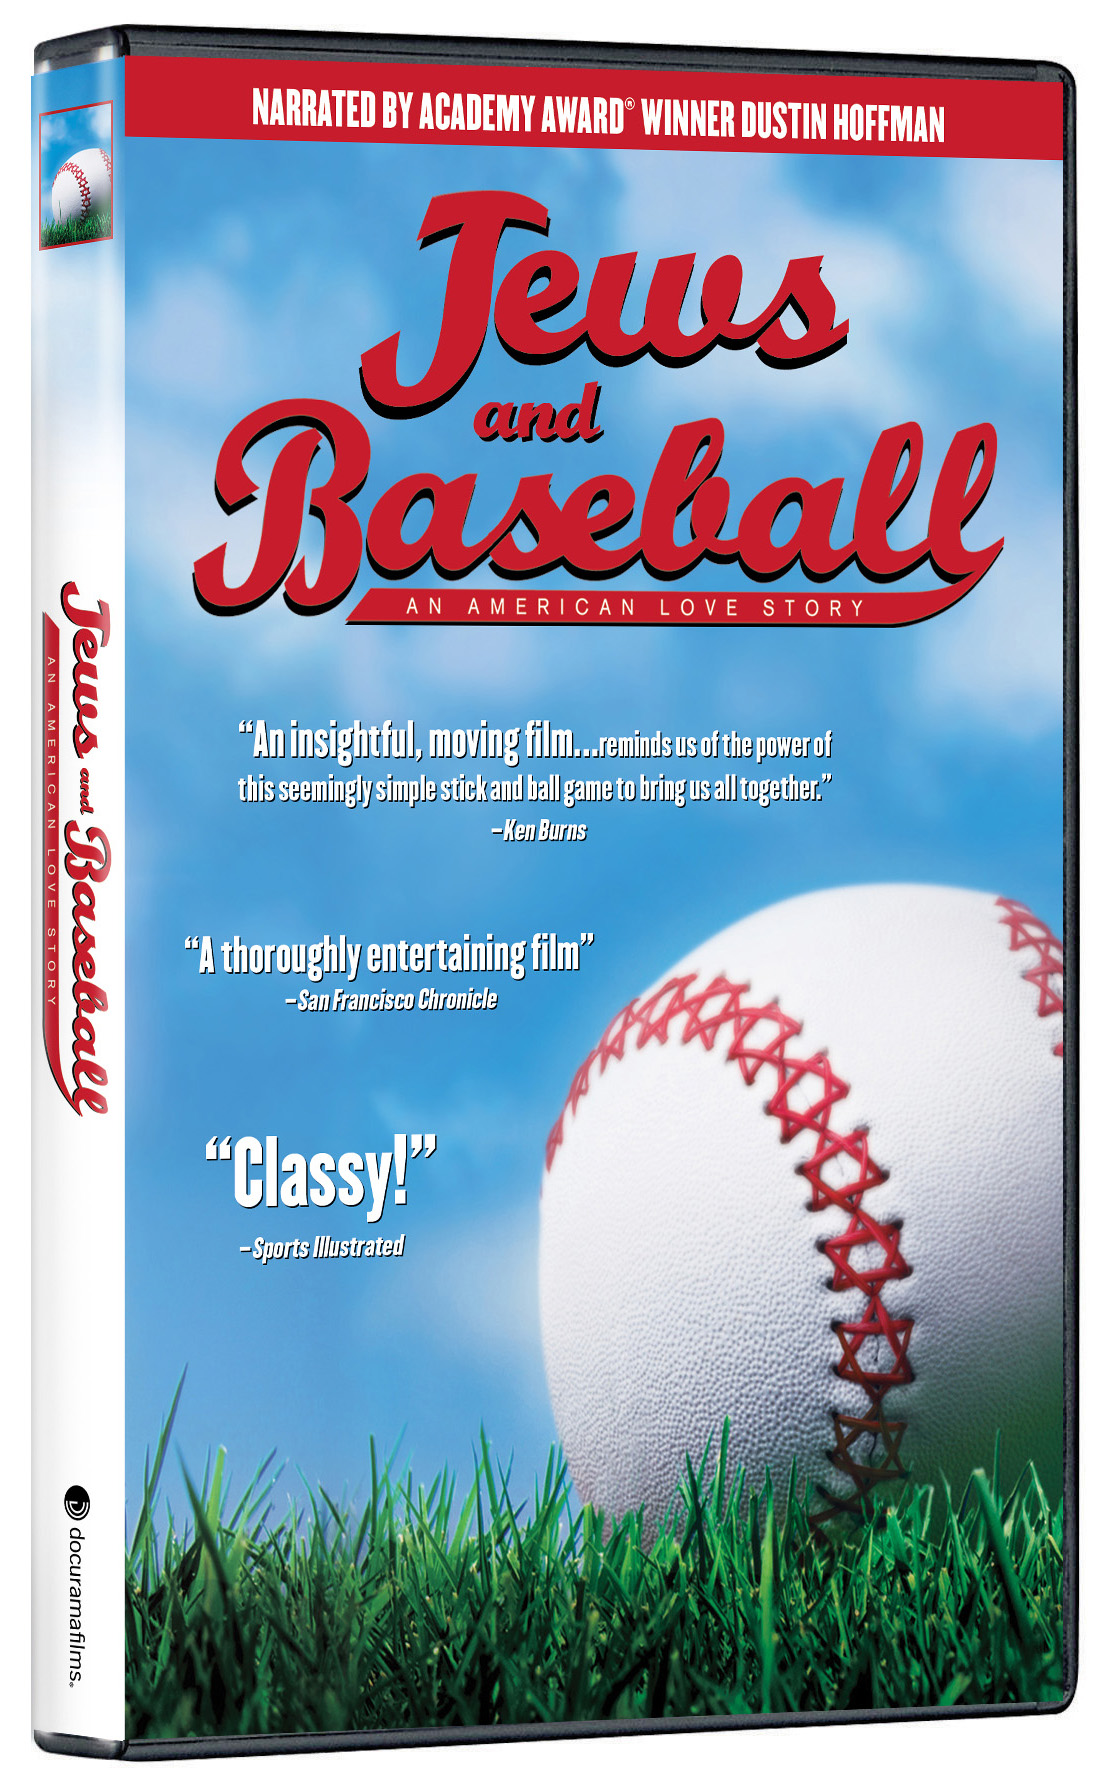 NARRATED BY ACADEMY AWARD® WINNER DUSTIN HOFFMAN
Jews
and
Baseball
AN AMERICAN LOVE STORY
“An insightful, moving film...reminds us of the power of
this seemingly simple stick and ball game to bring us all together.”
–Ken Burns
“A thoroughly entertaining film”
–San Francisco Chronicle
“Classy!”
–Sports Illustrated
Jews and Baseball
AN AMERICAN LOVE STORY
docuramafilms®